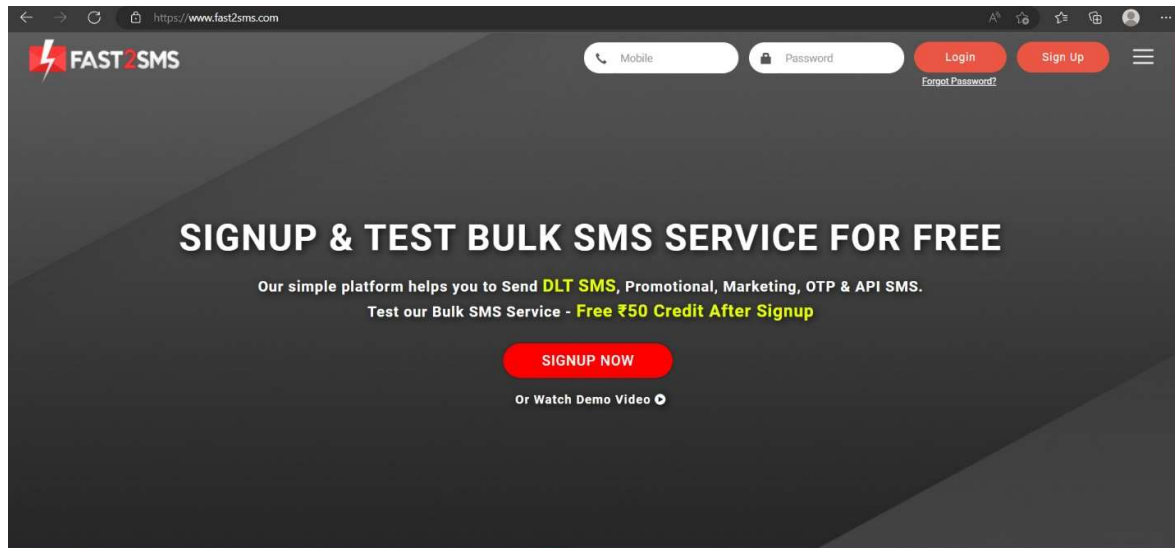 https://www.fast2sms.com
FAST2SMS
Mobile
Password
Login
Sign Up
Forgot Password?
SIGNUP & TEST BULK SMS SERVICE FOR FREE
Our simple platform helps you to Send DLT SMS, Promotional, Marketing, OTP & API SMS.
Test our Bulk SMS Service - Free ₹50 Credit After Signup
SIGNUP NOW
Or Watch Demo Video